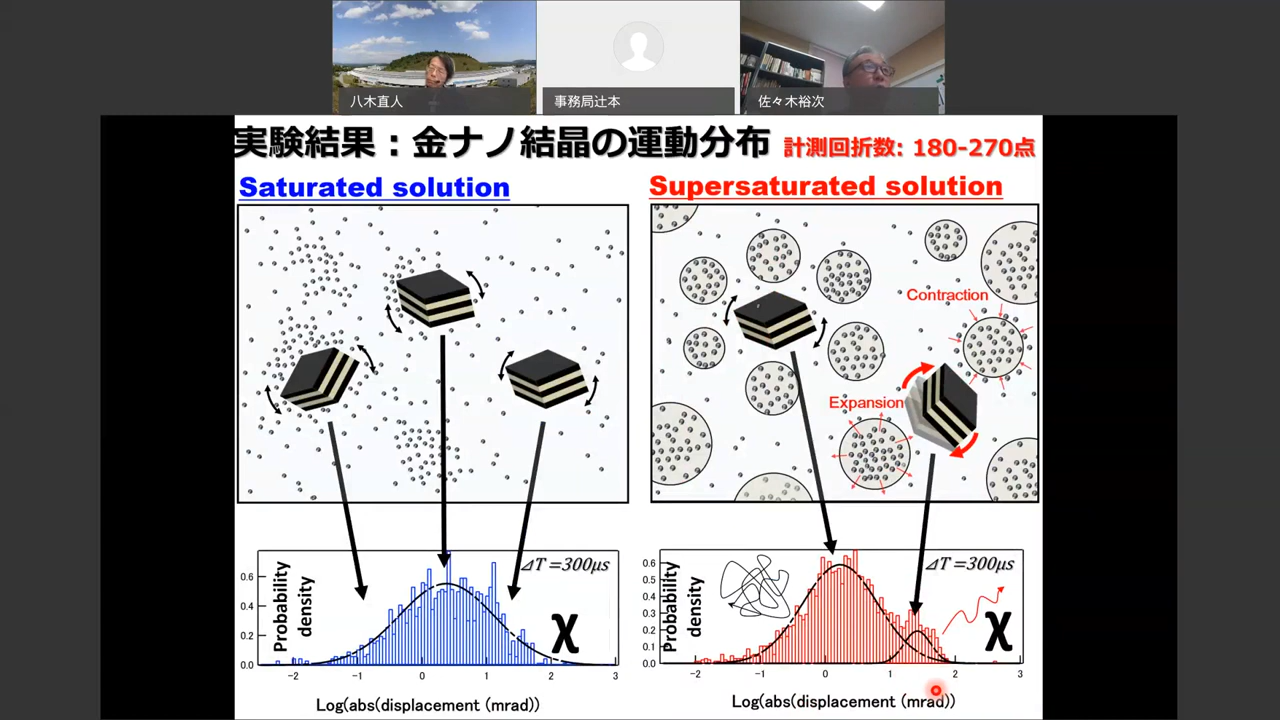 八木直人
事務局辻本
佐々木裕次
実験結果：金ナノ結晶の運動分布
計測回折数: 180-270点
Saturated solution
Supersaturated solution
Contraction
Expansion
Probability
density
0.6
0.4
0.2
0.0
ΔT=300μs
χ
-2
-1
0
1
2
3
Log(abs(displacement (mrad))
Probability
density
0.6
0.5
0.4
0.3
0.2
0.1
0.0
ΔT=300μs
χ
-2
-1
0
1
2
3
Log(abs(displacement (mrad))